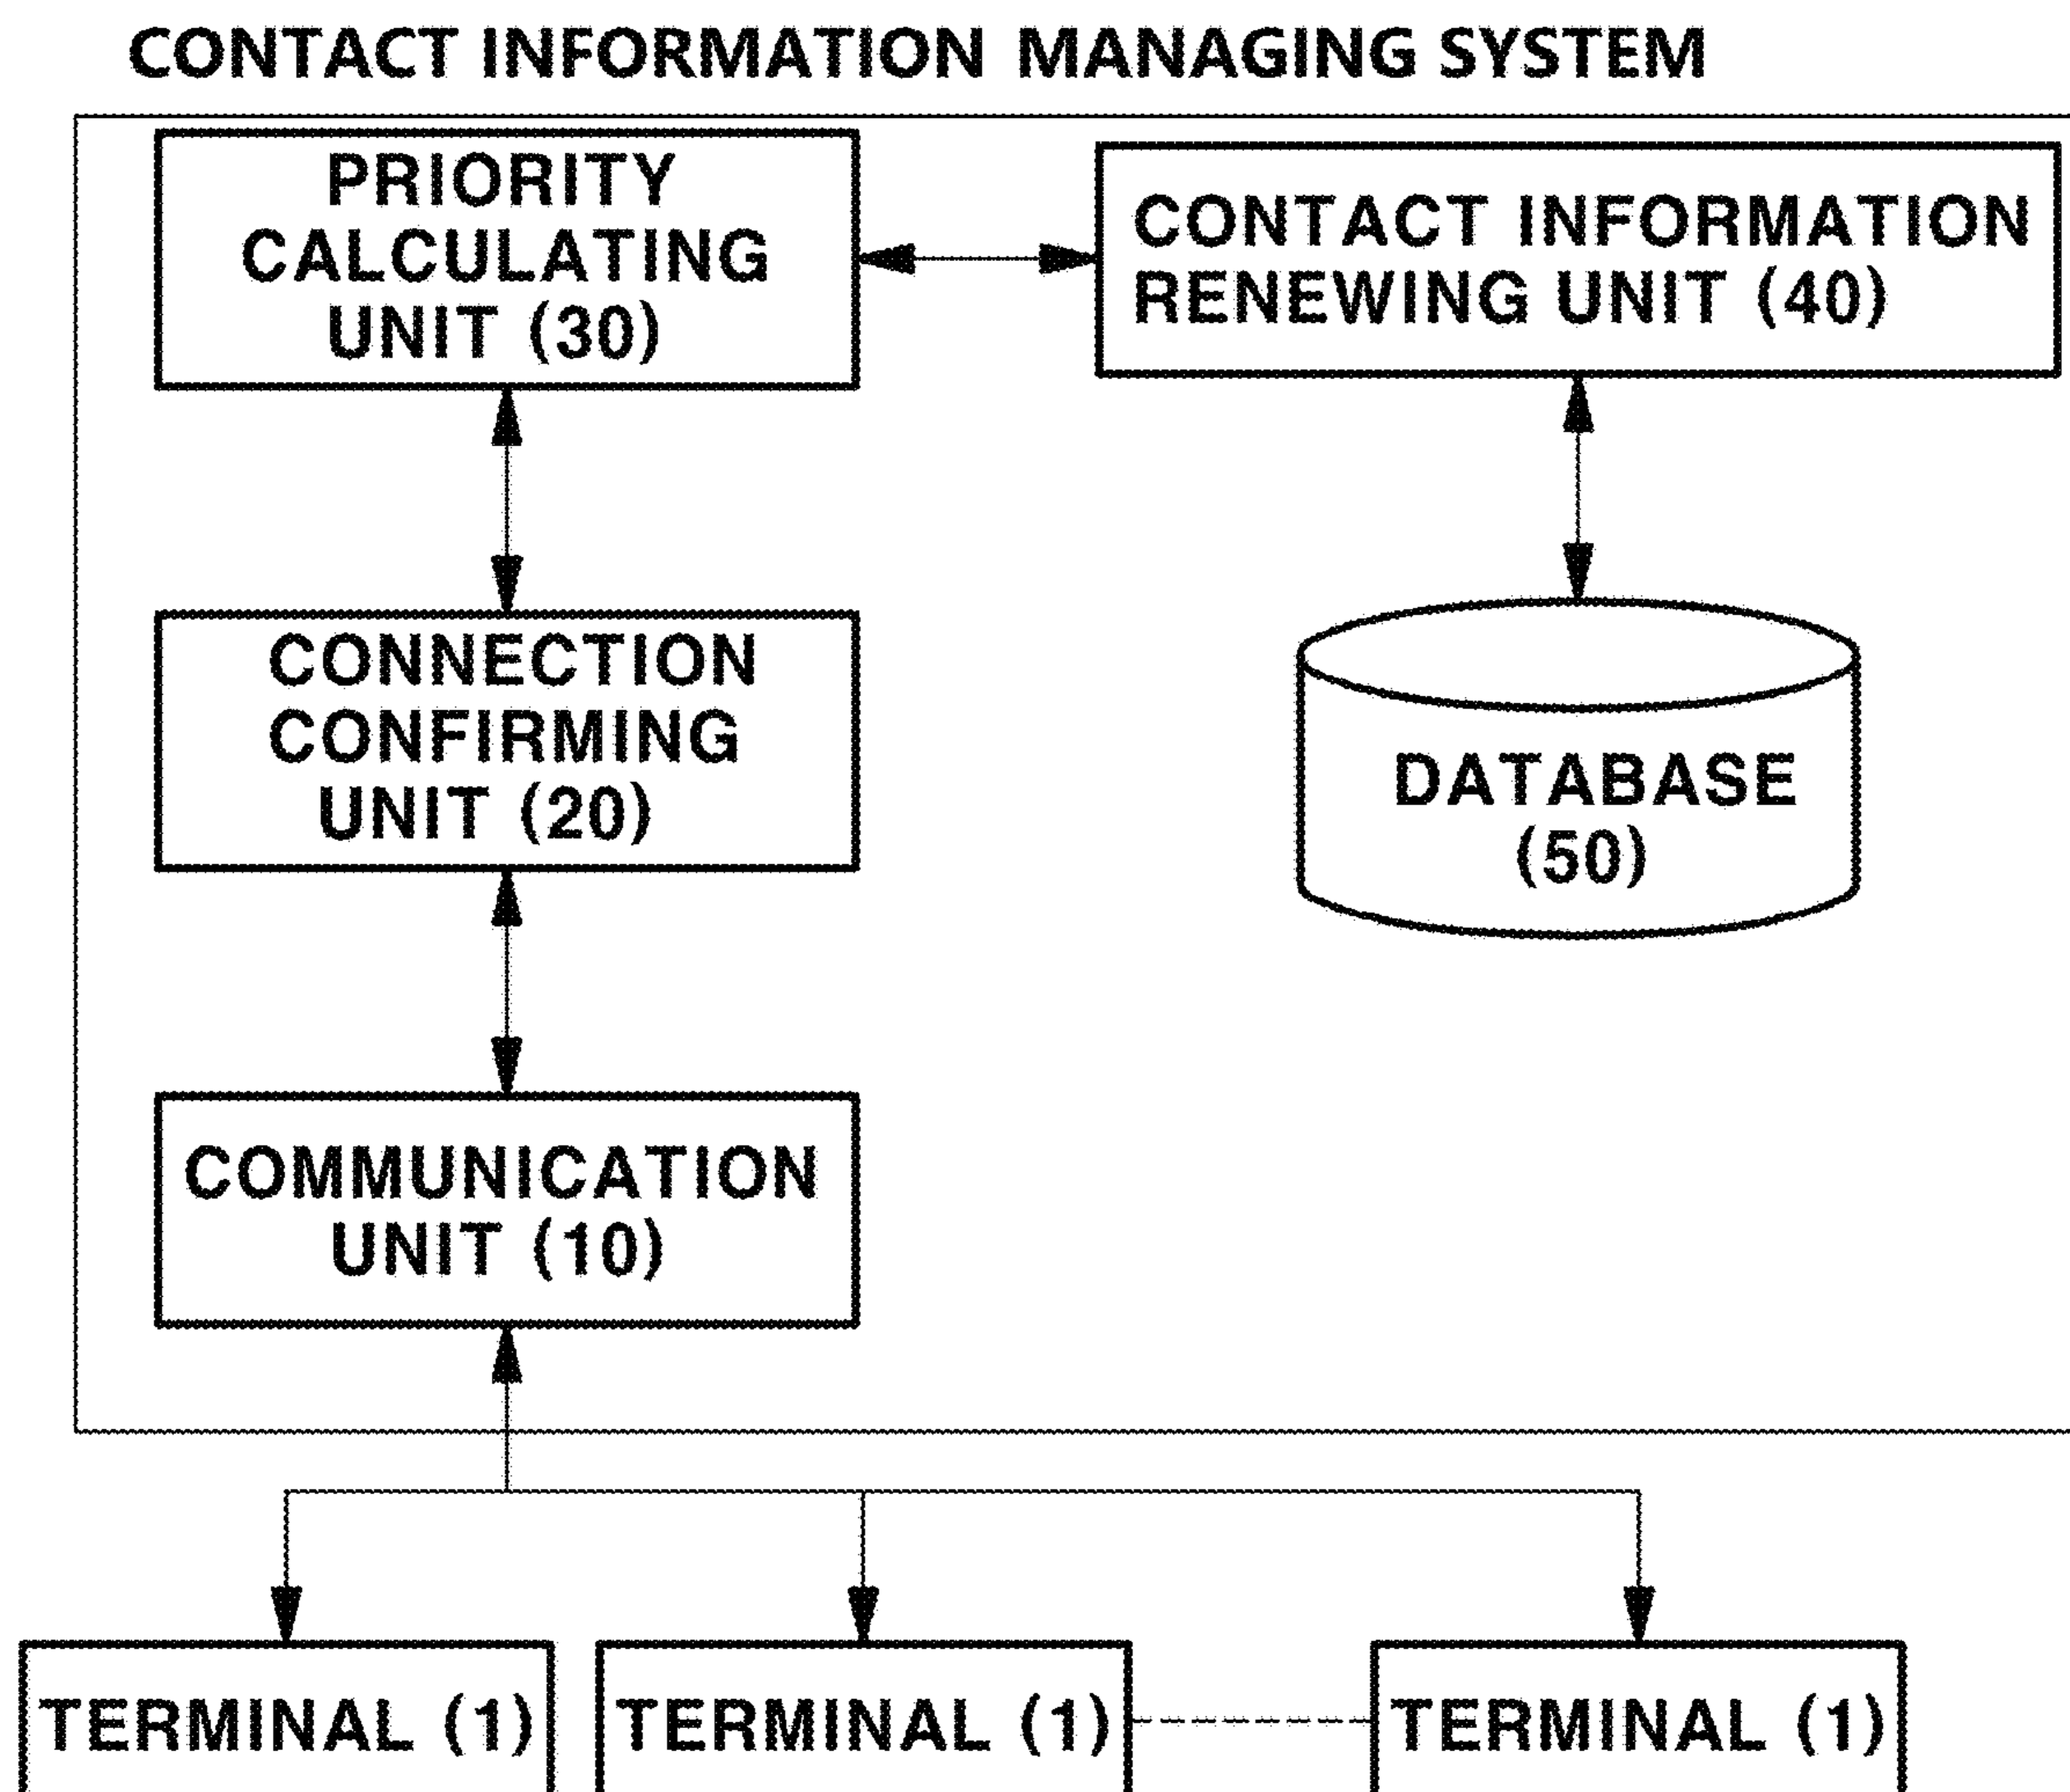 CONTACT INFORMATION MANAGING SYSTEM
PRIORITY
CALCULATING
UNIT (30)
CONTACT INFORMATION
RENEWING UNIT (40)
CONNECTION
CONFIRMING
UNIT (20)
DATABASE
(50)
COMMUNICATION
UNIT (10)
TERMINAL (1)
TERMINAL (1)
TERMINAL (1)